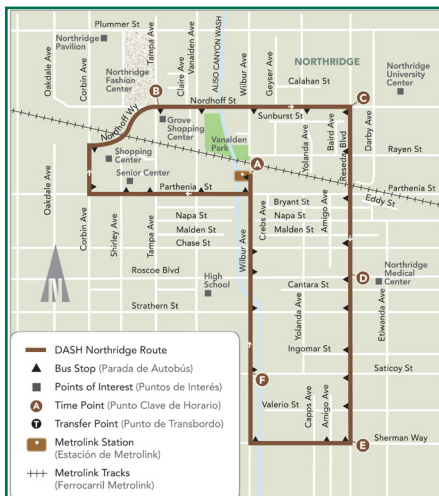 Plummer St
Northridge
Pavilion
Oakdale Ave
Corbin Ave
Northridge
Fashion
Center
Tampa Ave
Claire Ave
Vanalden Ave
ALISO CANYON WASH
Wilbur Ave
Geyser Ave
NORTHRIDGE
Calahan St
Northridge
University
Center
B
C
Nordhoff St
Nordhoff Wy
Grove
Shopping
Center
Sunburst St
Vanalden
Park
Yolanda Ave
Baird Ave
Reseda Blvd
Darby Ave
Rayen St
Shopping
Center
Senior Center
A
Parthenia St
Parthenia St
Eddy St
Oakdale Ave
Corbin Ave
Shirley Ave
Tampa Ave
Napa St
Malden St
Chase St
Wilbur Ave
Crebs Ave
Bryant St
Napa St
Malden St
Amigo Ave
Roscoe Blvd
High
School
Strathern St
Cantara St
D
Northridge
Medical
Center
Yolanda Ave
Etiwanda Ave
Ingomar St
Saticoy St
F
Valerio St
Capps Ave
Amigo Ave
Sherman Way
E
N
DASH Northridge Route
Bus Stop (Parada de Autobús)
Points of Interest (Puntos de Interés)
A Time Point (Punto Clave de Horario)
T Transfer Point (Punto de Transbordo)
Metrolink Station
(Estación de Metrolink)
Metrolink Tracks
(Ferrocarril Metrolink)